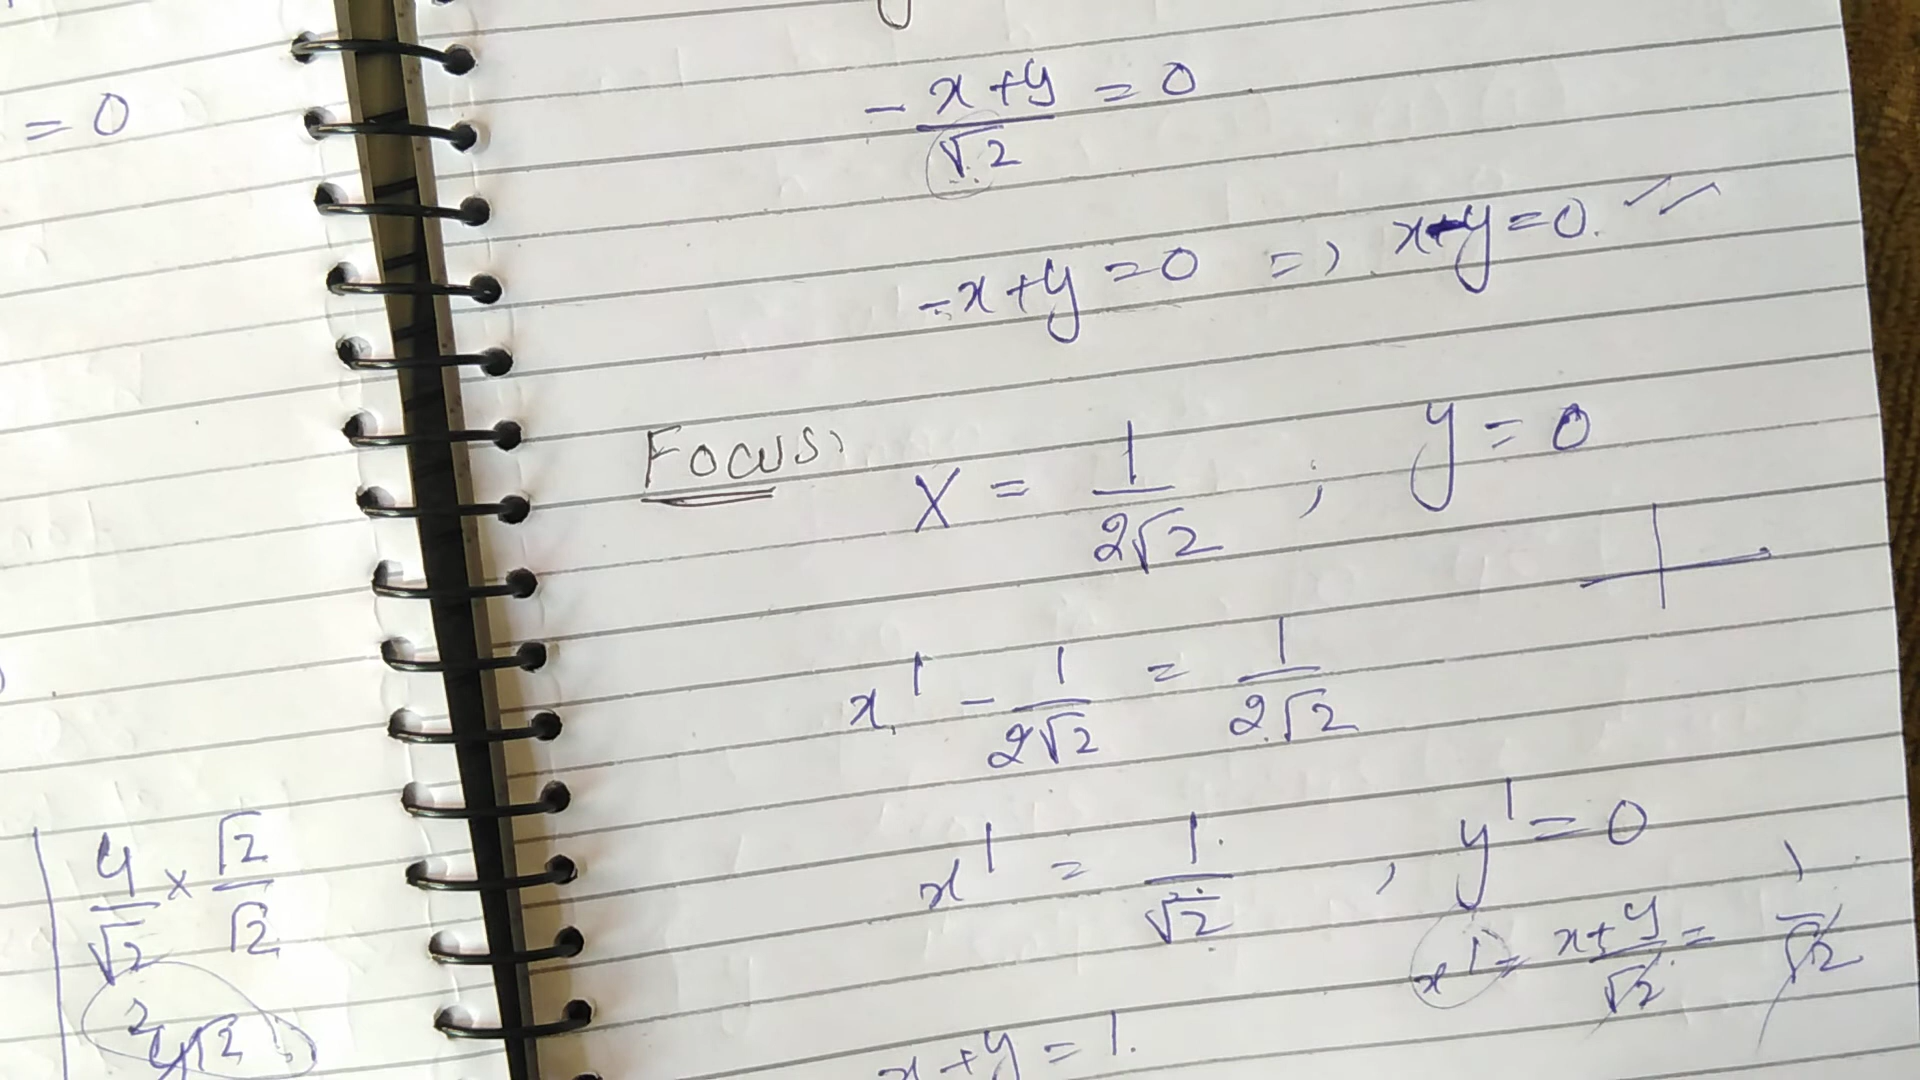 = 0
4/√2 × √2/√2
-x+y/√2 = 0
-x+y = 0 => x-y = 0.
Focus:
X = 1/2√2 ; y = 0
x' - 1/2√2 = 1/2√2
x' = 1/√2 , y' = 0
x' = x+y/√2 = 1/√2
x+y = 1.